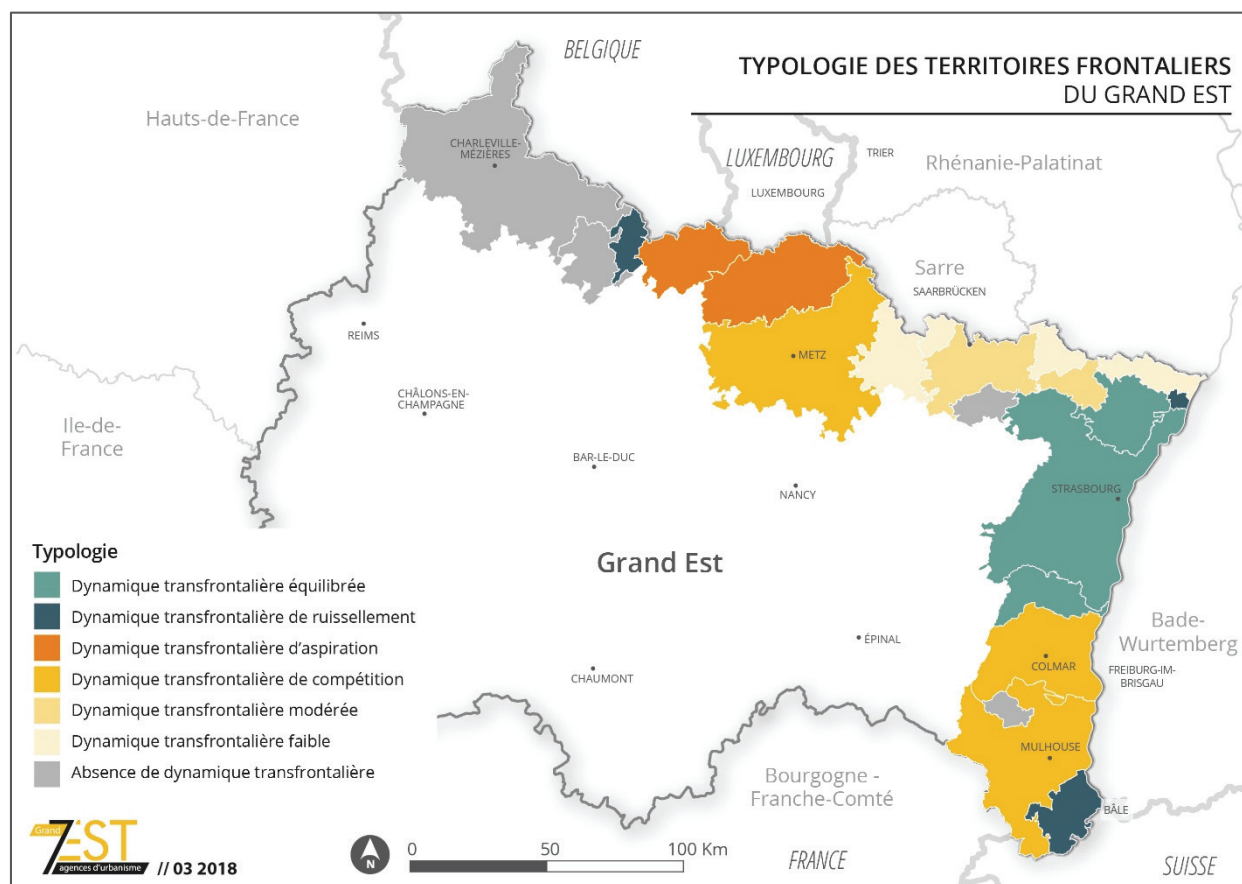 TYPOLOGIE DES TERRITOIRES FRONTALIERS
DU GRAND EST
BELGIQUE
Hauts-de-France
CHARLEVILLE-
MÉZIÈRES
LUXEMBOURG
LUXEMBOURG
TRIER
Rhénanie-Palatinat
Sarre
SAARBRÜCKEN
REIMS
METZ
CHÂLONS-EN-
CHAMPAGNE
Ile-de-
France
BAR-LE-DUC
NANCY
STRASBOURG
Grand Est
ÉPINAL
CHAUMONT
COLMAR
Bade-
Wurtemberg
FREIBURG-IM-
BRISGAU
MULHOUSE
Bourgogne -
Franche-Comté
BÂLE
FRANCE
SUISSE
Typologie
Dynamique transfrontalière équilibrée
Dynamique transfrontalière de ruissellement
Dynamique transfrontalière d'aspiration
Dynamique transfrontalière de compétition
Dynamique transfrontalière modérée
Dynamique transfrontalière faible
Absence de dynamique transfrontalière
Grand
7EST
agences d'urbanisme // 03 2018
N
0 50 100 Km